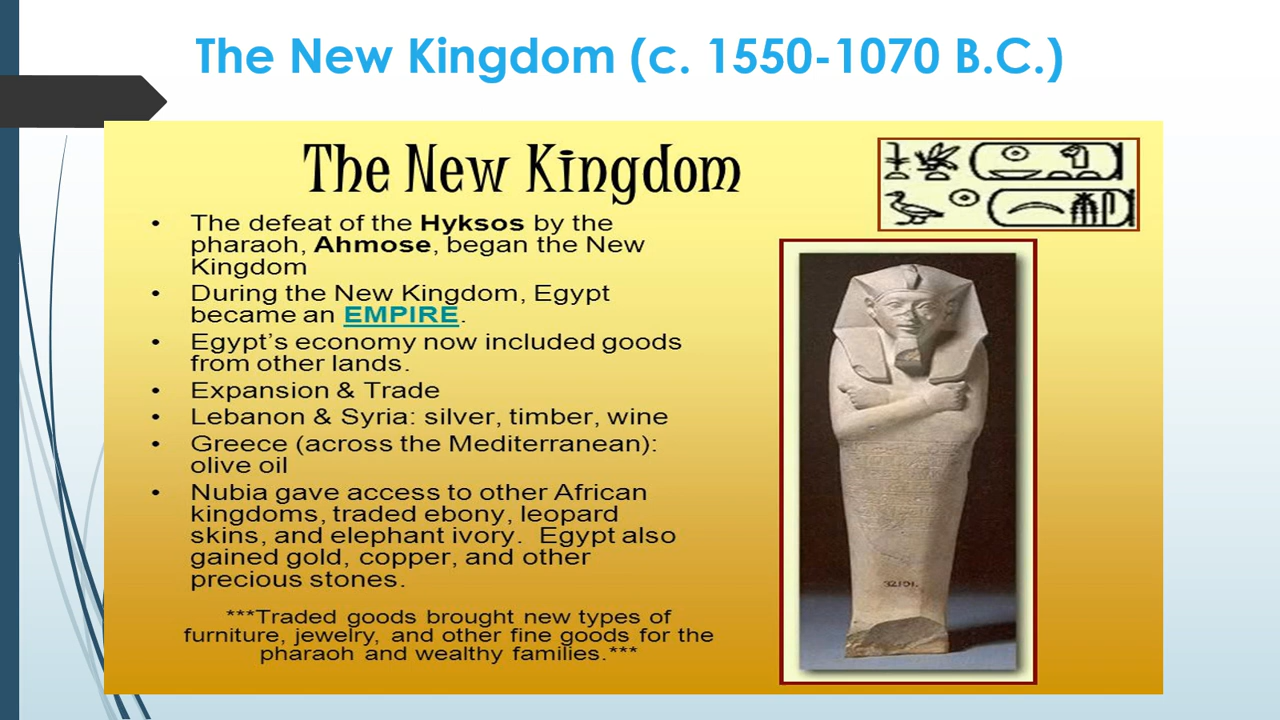 The New Kingdom (c. 1550-1070 B.C.)
The New Kingdom
• The defeat of the Hyksos by the
pharaoh, Ahmose, began the New
Kingdom
• During the New Kingdom, Egypt
became an EMPIRE.
• Egypt's economy now included goods
from other lands.
• Expansion & Trade
• Lebanon & Syria: silver, timber, wine
• Greece (across the Mediterranean):
olive oil
• Nubia gave access to other African
kingdoms, traded ebony, leopard
skins, and elephant ivory.  Egypt also
gained gold, copper, and other
precious stones.
***Traded goods brought new types of
furniture, jewelry, and other fine goods for the
pharaoh and wealthy families.***